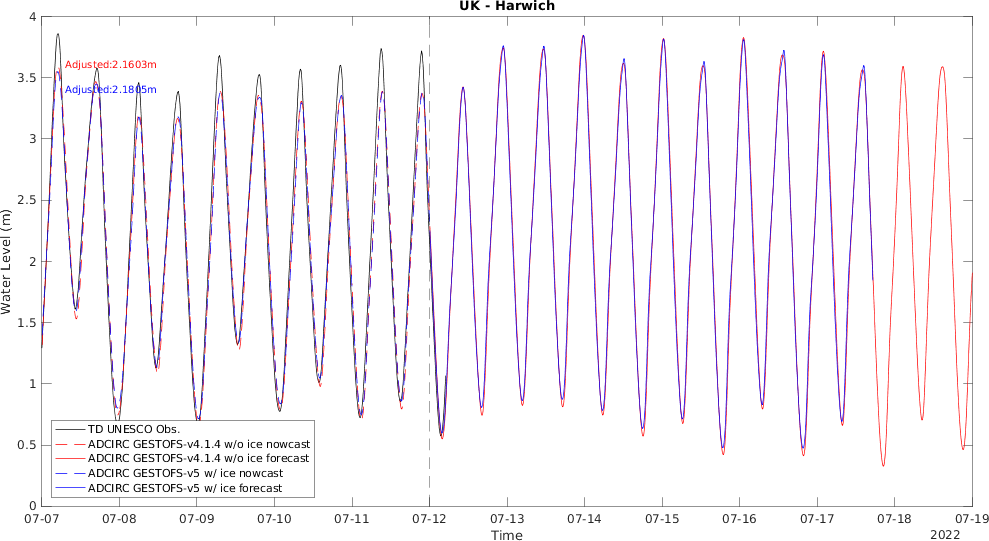 UK - Harwich
4
3.5
3
2.5
2
1.5
1
0.5
0
Water Level (m)
Adjusted:2.1603m
Adjusted:2.1805m
TD UNESCO Obs.
ADCIRC GESTOFS-v4.1.4 w/o ice nowcast
ADCIRC GESTOFS-v4.1.4 w/o ice forecast
ADCIRC GESTOFS-v5 w/ ice nowcast
ADCIRC GESTOFS-v5 w/ ice forecast
07-07 07-08 07-09 07-10 07-11 07-12 07-13 07-14 07-15 07-16 07-17 07-18 07-19
Time
2022